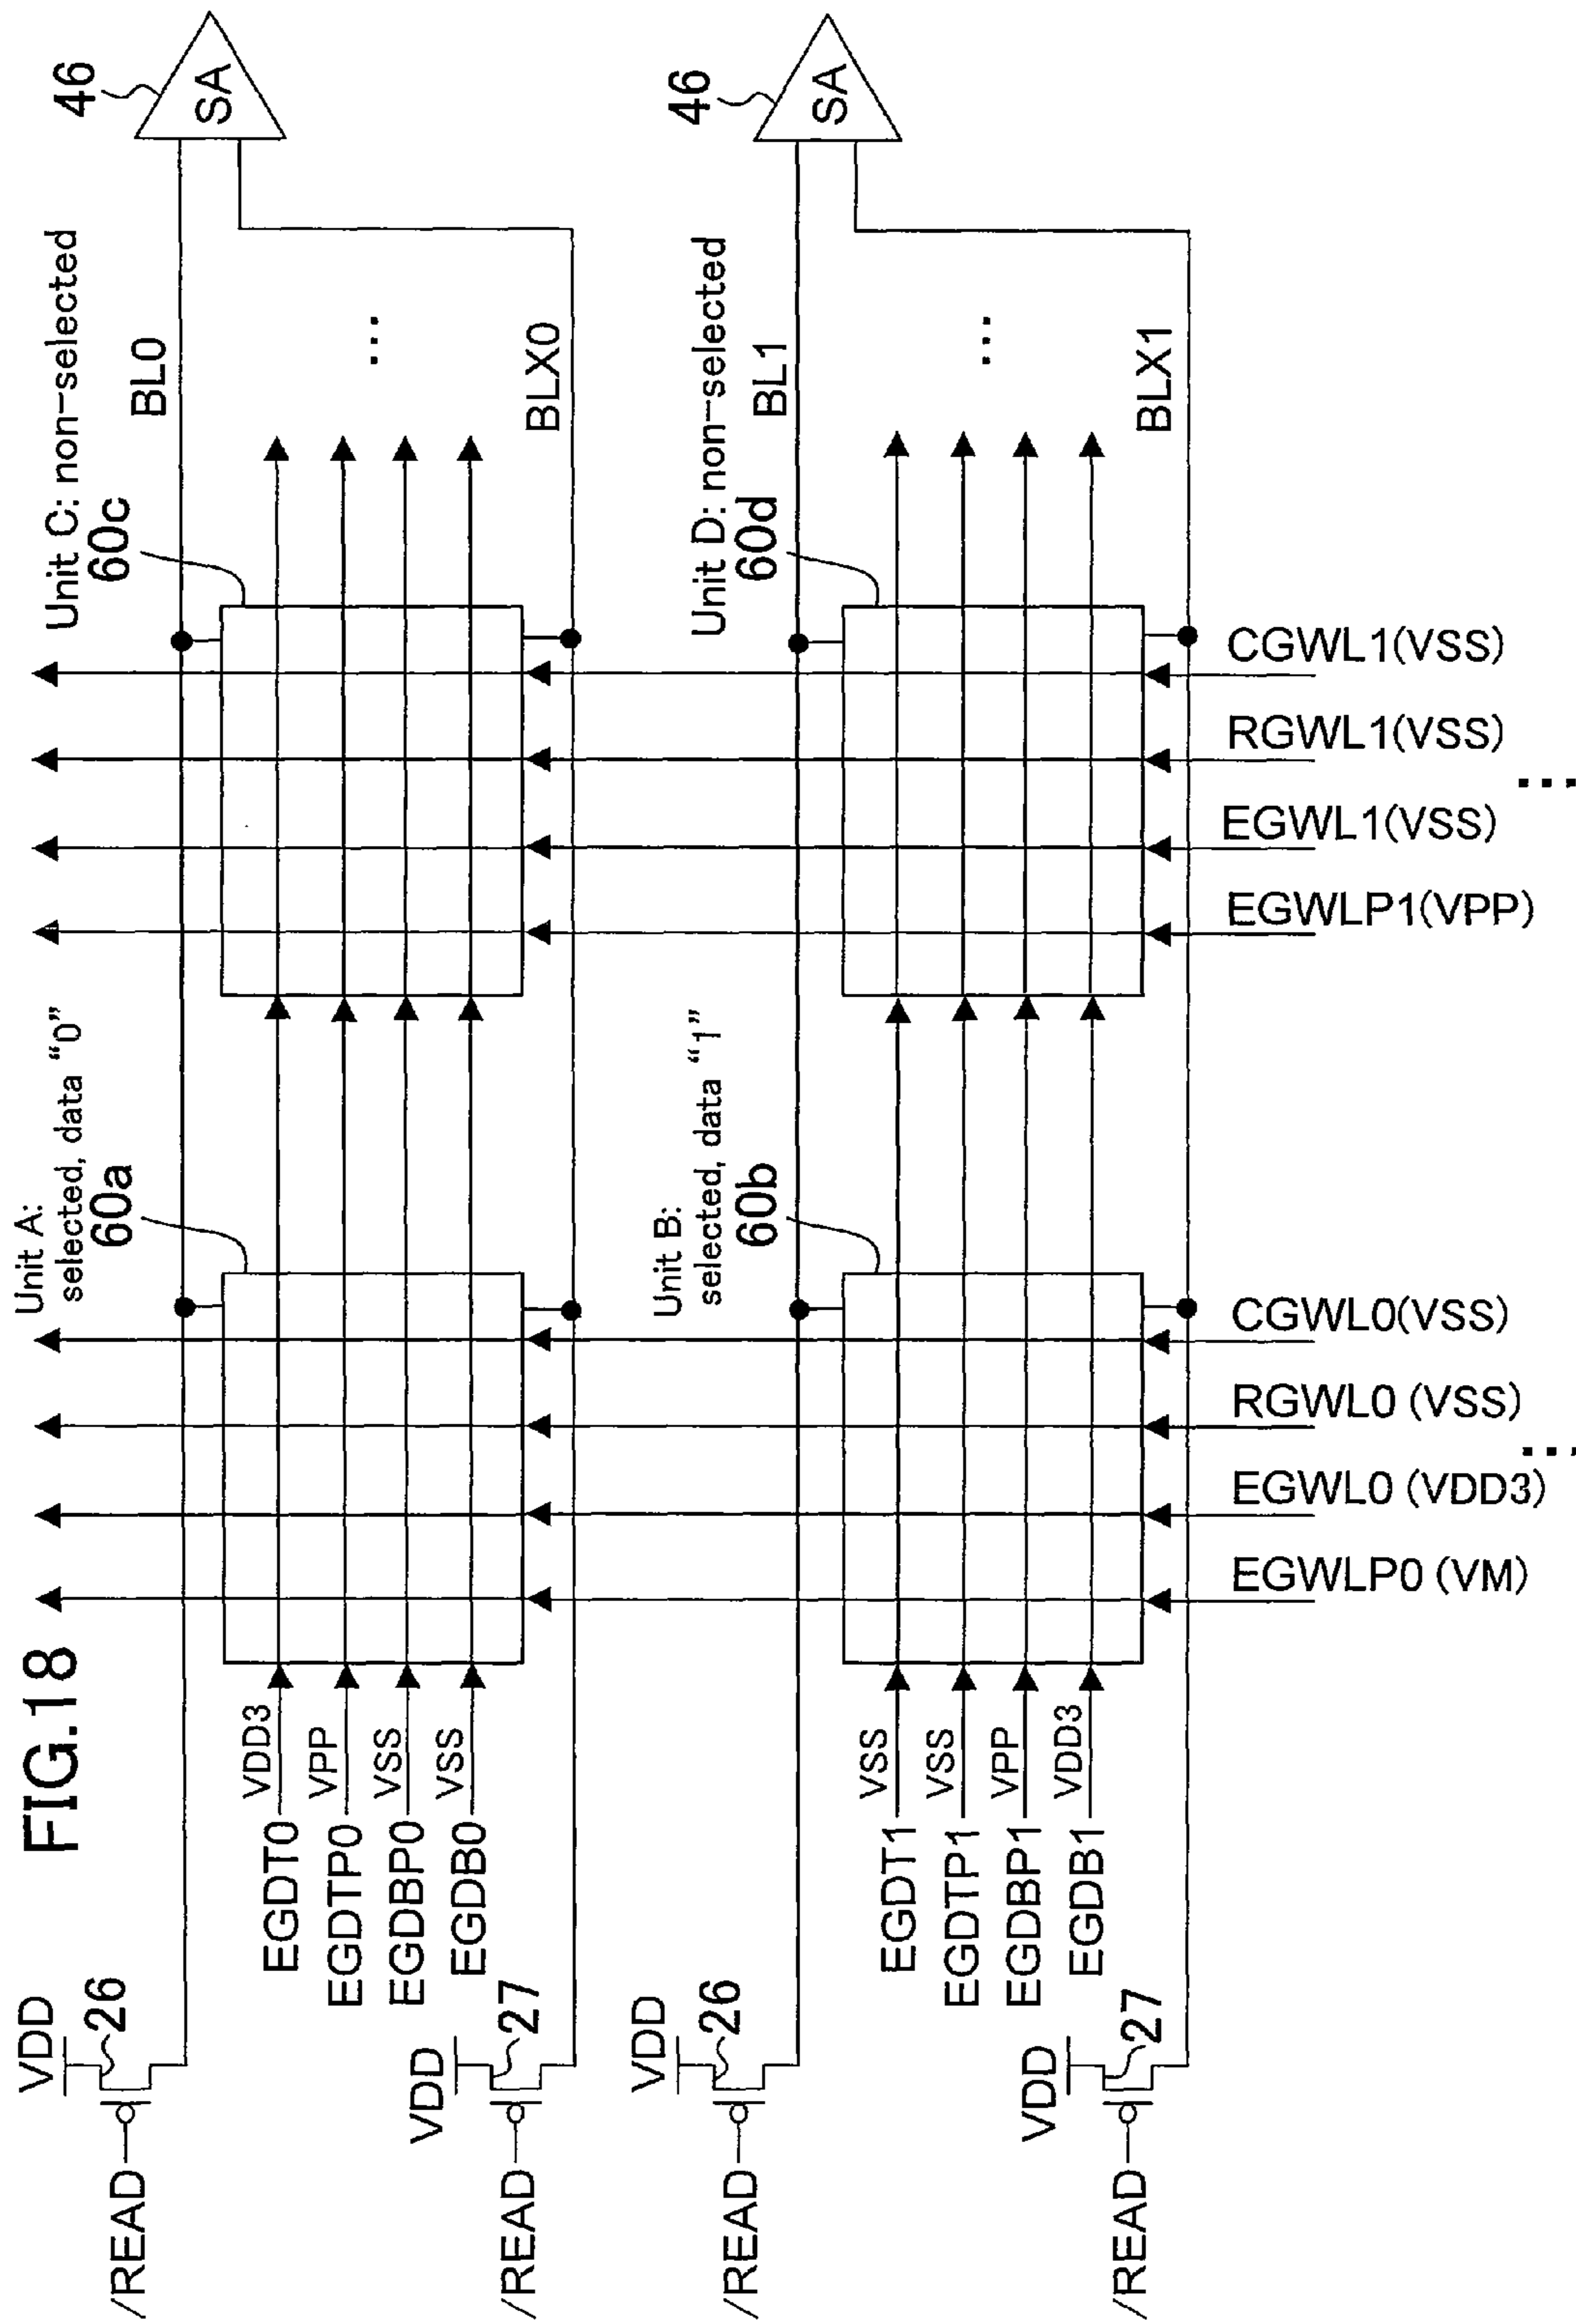 FIG.18
VDD
26
/READ
VDD
27
/READ
EGDT0
VDD3
EGDTP0
VPP
EGDBP0
VSS
EGDB0
VSS
Unit A:
selected, data “0”
60a
Unit C: non-selected
60c
BL0
BLX0
...
46
SA
VDD
26
/READ
VDD
27
/READ
EGDT1
VSS
EGDTP1
VSS
EGDBP1
VPP
EGDB1
VDD3
Unit B:
selected, data “1”
60b
Unit D: non-selected
60d
BL1
BLX1
...
46
SA
CGWL1(VSS)
RGWL1(VSS)
...
EGWL1(VSS)
EGWLP1(VPP)
CGWL0(VSS)
RGWL0 (VSS)
...
EGWL0 (VDD3)
EGWLP0 (VM)